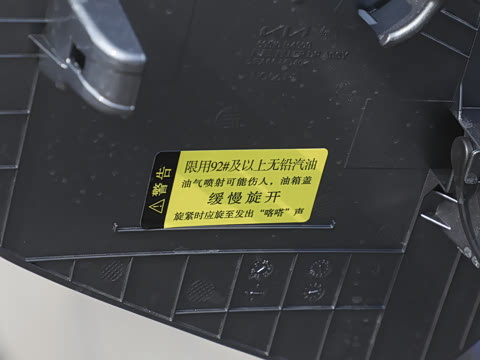 警告
限用92#及以上无铅汽油
油气喷射可能伤人，油箱盖
缓慢旋开
旋紧时应旋至发出“喀嗒”声